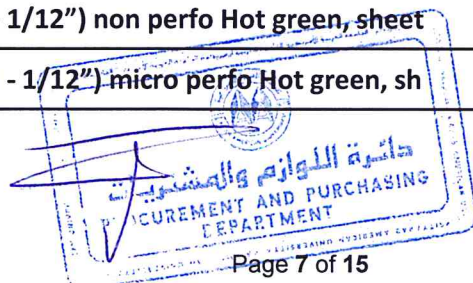 1/12”) non perfo Hot green, sheet
- 1/12”) micro perfo Hot green, sh
دائرة اللوازم والمشتريات
PROCUREMENT AND PURCHASING
DEPARTMENT
Page 7 of 15